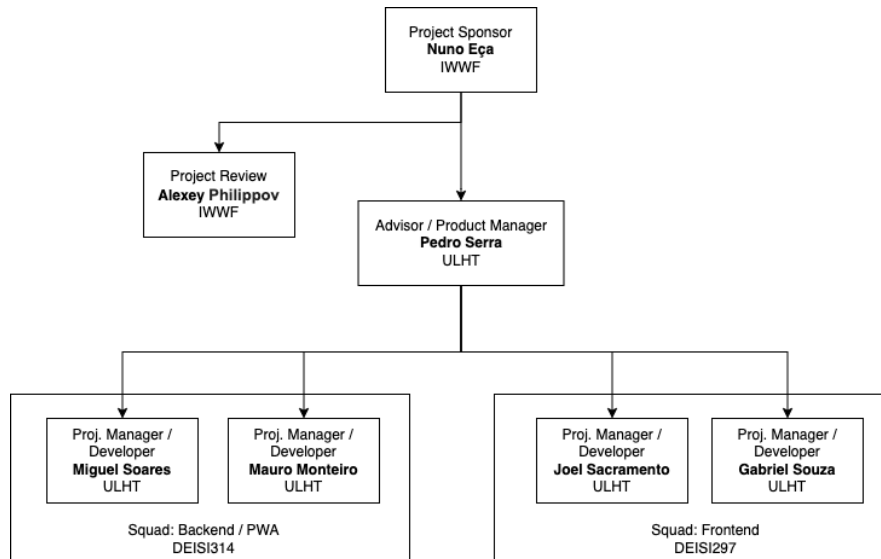 Project Sponsor
Nuno Eça
IWWF
Project Review
Alexey Philippov
IWWF
Advisor / Product Manager
Pedro Serra
ULHT
Proj. Manager /
Developer
Miguel Soares
ULHT
Proj. Manager /
Developer
Mauro Monteiro
ULHT
Squad: Backend / PWA
DEISI314
Proj. Manager /
Developer
Joel Sacramento
ULHT
Proj. Manager /
Developer
Gabriel Souza
ULHT
Squad: Frontend
DEISI297